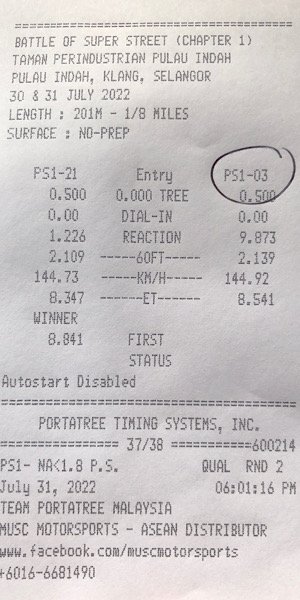 ================================
BATTLE OF SUPER STREET (CHAPTER 1)
TAMAN PERINDUSTRIAN PULAU INDAH
PULAU INDAH, KLANG, SELANGOR
30 & 31 JULY 2022
LENGTH : 201M - 1/8 MILES
SURFACE : NO-PREP
PS1-21 Entry PS1-03
0.500 0.000 TREE 0.500
0.00 DIAL-IN 0.00
1.226 REACTION 9.873
2.109 -----60FT----- 2.139
144.73 -----KM/H----- 144.92
8.347 ------ET------ 8.541
WINNER
8.841 FIRST
STATUS
Autostart Disabled
================================
PORTATREE TIMING SYSTEMS, INC.
============== 37/38 ===========600214
PS1- NA<1.8 P.S. QUAL RND 2
July 31, 2022 06:01:16 PM
TEAM PORTATREE MALAYSIA
MUSC MOTORSPORTS - ASEAN DISTRIBUTOR
www.facebook.com/muscmotorsports
+6016-6681490